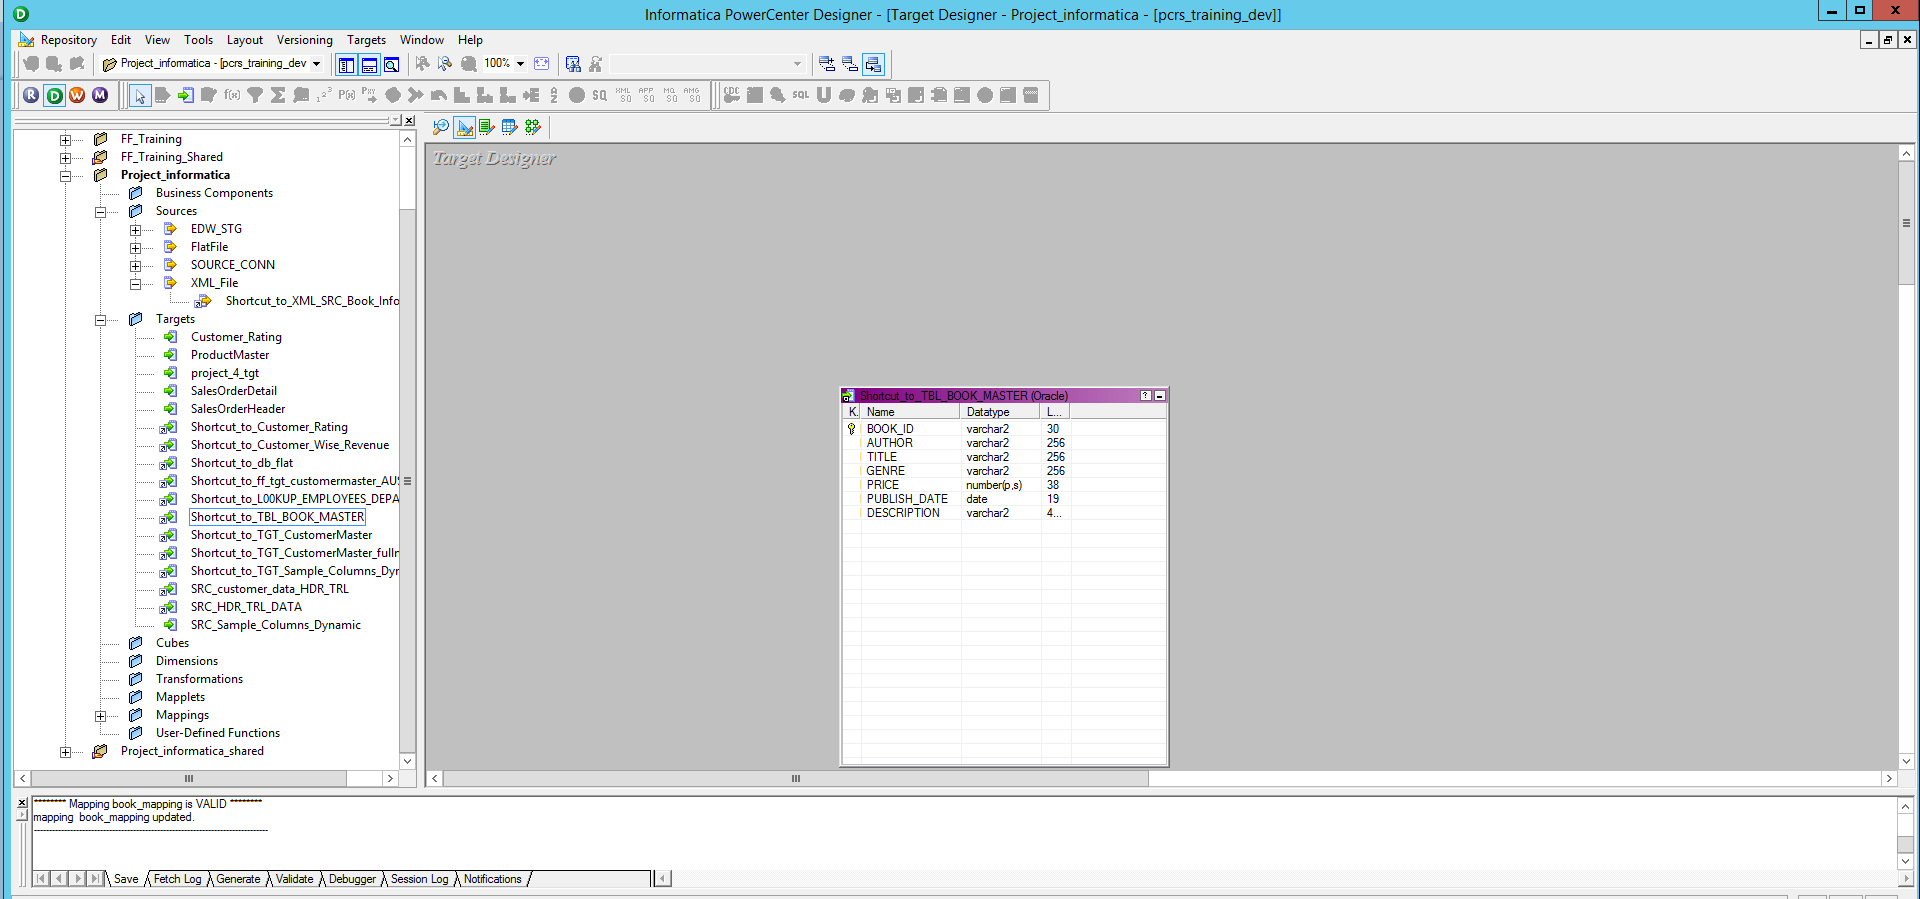 Informatica PowerCenter Designer - [Target Designer - Project_informatica - [pcrs_training_dev]]
Repository Edit View Tools Layout Versioning Targets Window Help
Project_informatica - [pcrs_training_dev
100%
FF_Training
FF_Training_Shared
Project_informatica
Business Components
Sources
EDW_STG
FlatFile
SOURCE_CONN
XML_File
Shortcut_to_XML_SRC_Book_Info
Targets
Customer_Rating
ProductMaster
project_4_tgt
SalesOrderDetail
SalesOrderHeader
Shortcut_to_Customer_Rating
Shortcut_to_Customer_Wise_Revenue
Shortcut_to_db_flat
Shortcut_to_ff_tgt_customermaster_AUS
Shortcut_to_L00KUP_EMPLOYEES_DEPA
Shortcut_to_TBL_BOOK_MASTER
Shortcut_to_TGT_CustomerMaster
Shortcut_to_TGT_CustomerMaster_fulln
Shortcut_to_TGT_Sample_Columns_Dyr
SRC_customer_data_HDR_TRL
SRC_HDR_TRL_DATA
SRC_Sample_Columns_Dynamic
Cubes
Dimensions
Transformations
Mapplets
Mappings
User-Defined Functions
Project_informatica_shared
Target Designer
Shortcut_to_TBL_BOOK_MASTER (Oracle)
K. Name Datatype L...
BOOK_ID varchar2 30
AUTHOR varchar2 256
TITLE varchar2 256
GENRE varchar2 256
PRICE number(p,s) 38
PUBLISH_DATE date 19
DESCRIPTION varchar2 4...
******** Mapping book_mapping is VALID ********
mapping book_mapping updated.
Save Fetch Log Generate Validate Debugger Session Log Notifications